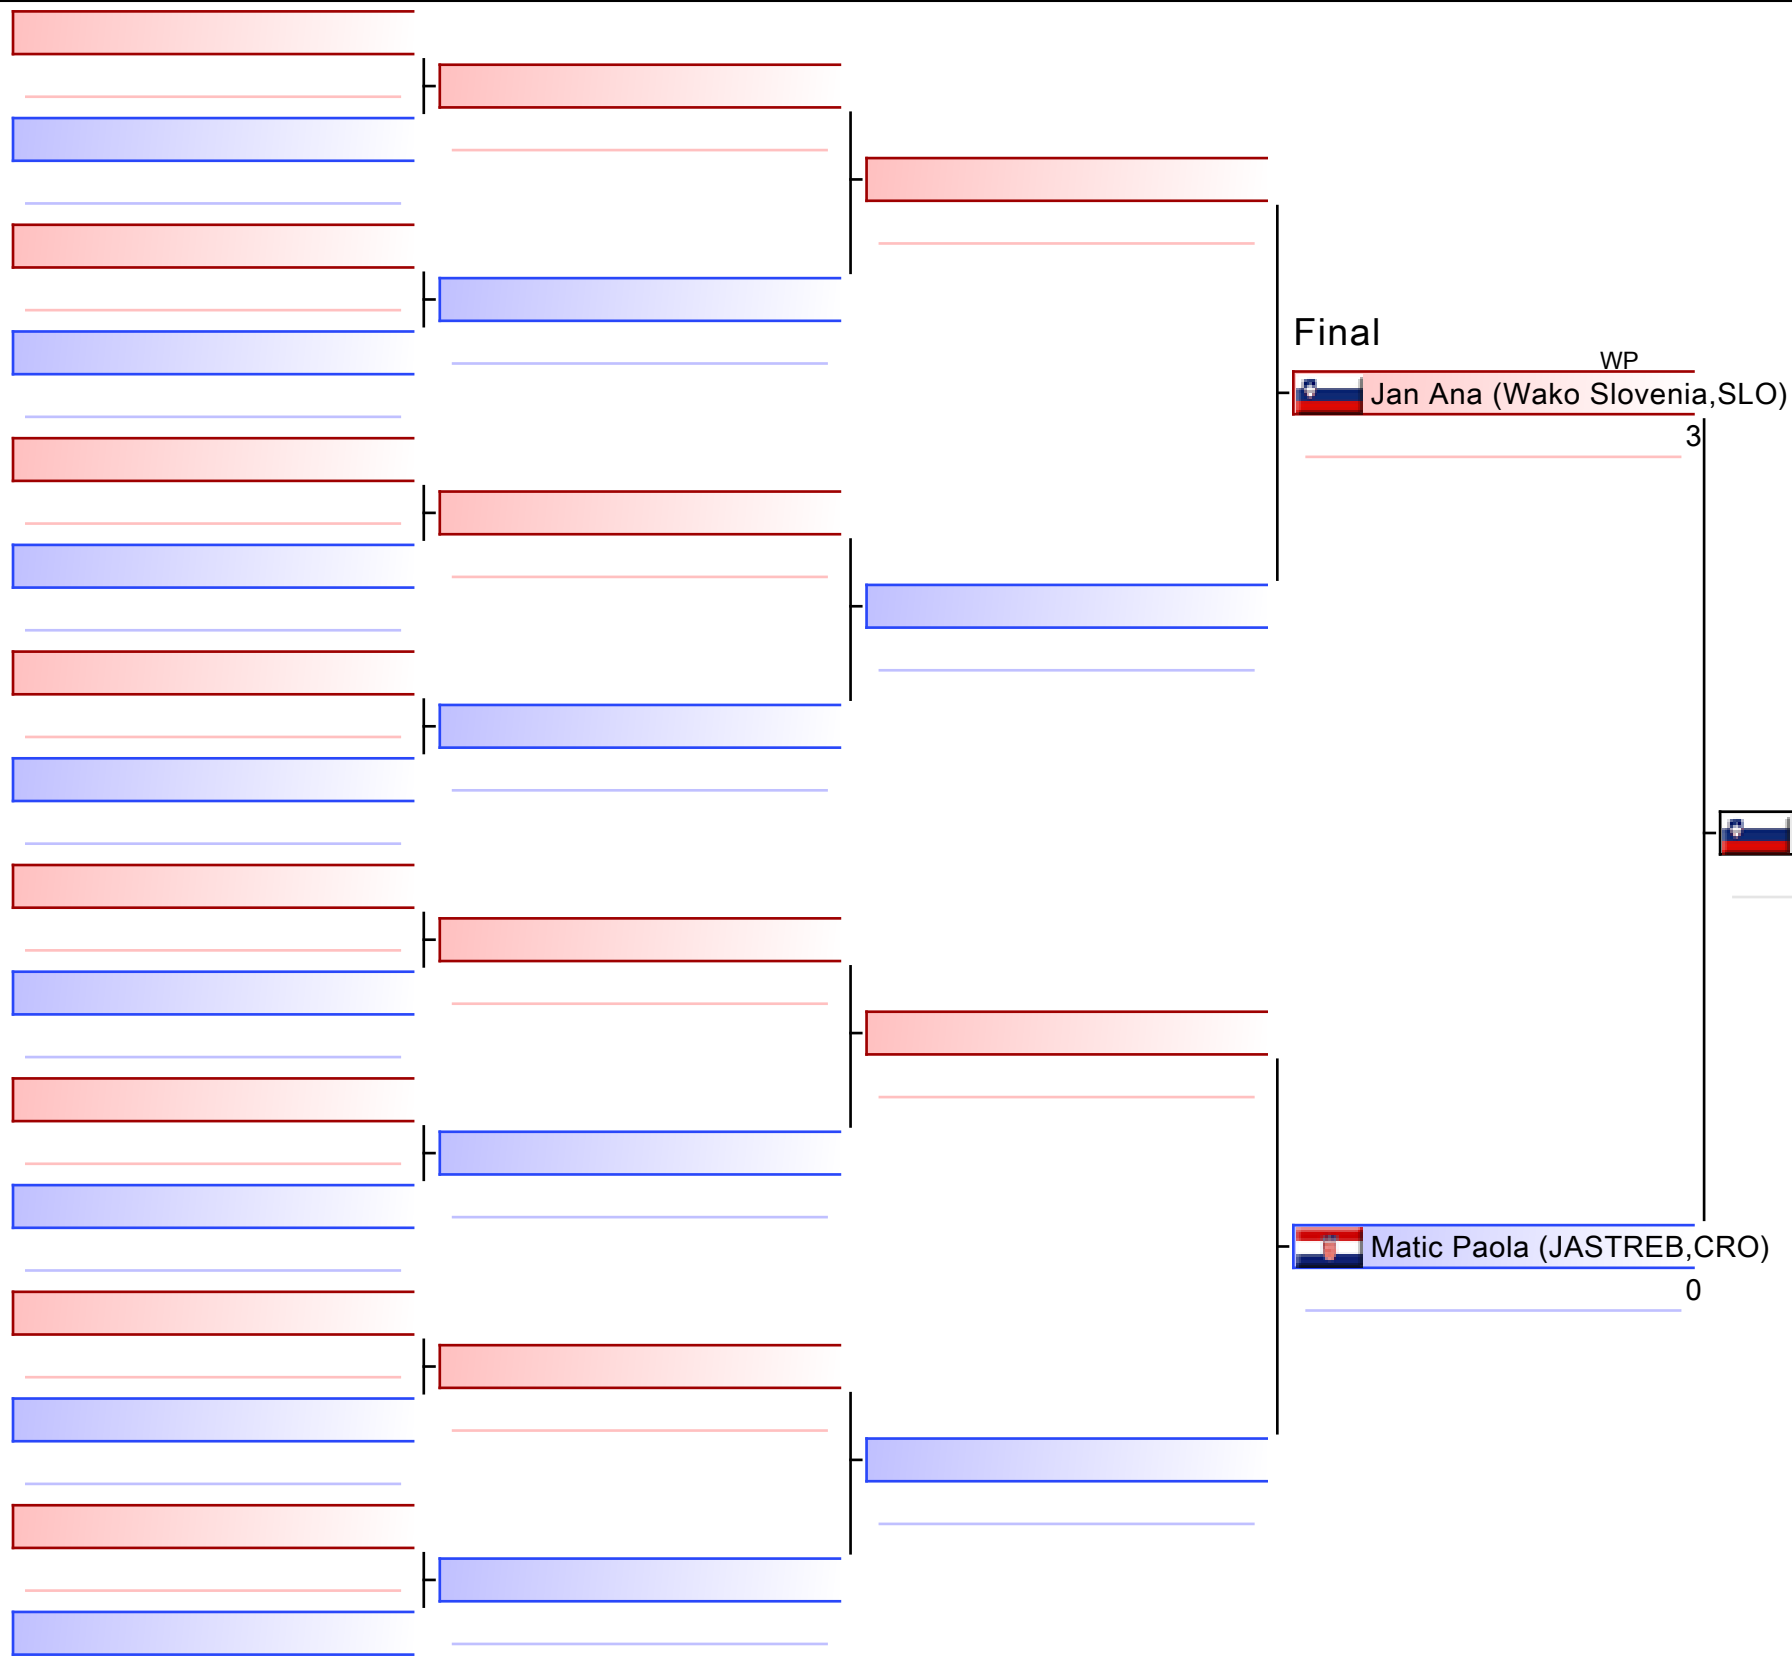 Final
WP
Jan Ana (Wako Slovenia,SLO)
3
Matic Paola (JASTREB,CRO)
0